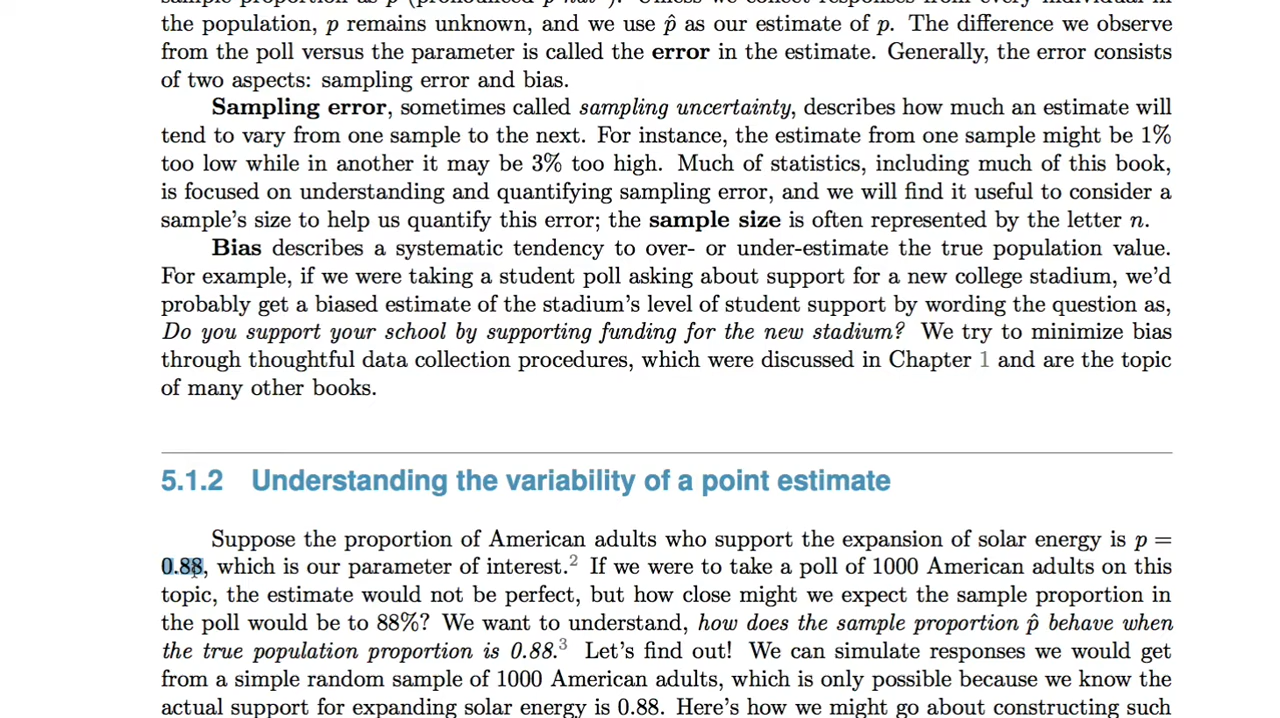 sample proportion as p̂ (pronounced p-hat). Unless we collect responses from every individual in
the population, p remains unknown, and we use p̂ as our estimate of p. The difference we observe
from the poll versus the parameter is called the error in the estimate. Generally, the error consists
of two aspects: sampling error and bias.
Sampling error, sometimes called sampling uncertainty, describes how much an estimate will
tend to vary from one sample to the next. For instance, the estimate from one sample might be 1%
too low while in another it may be 3% too high. Much of statistics, including much of this book,
is focused on understanding and quantifying sampling error, and we will find it useful to consider a
sample's size to help us quantify this error; the sample size is often represented by the letter n.
Bias describes a systematic tendency to over- or under-estimate the true population value.
For example, if we were taking a student poll asking about support for a new college stadium, we'd
probably get a biased estimate of the stadium's level of student support by wording the question as,
Do you support your school by supporting funding for the new stadium? We try to minimize bias
through thoughtful data collection procedures, which were discussed in Chapter 1 and are the topic
of many other books.
5.1.2 Understanding the variability of a point estimate
Suppose the proportion of American adults who support the expansion of solar energy is p =
0.88, which is our parameter of interest.² If we were to take a poll of 1000 American adults on this
topic, the estimate would not be perfect, but how close might we expect the sample proportion in
the poll would be to 88%? We want to understand, how does the sample proportion p̂ behave when
the true population proportion is 0.88.³ Let's find out! We can simulate responses we would get
from a simple random sample of 1000 American adults, which is only possible because we know the
actual support for expanding solar energy is 0.88. Here's how we might go about constructing such